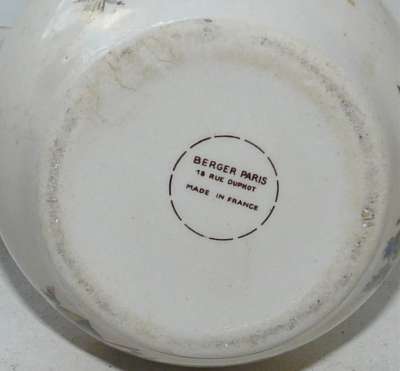 BERGER PARIS
18 RUE DUPHOT
MADE IN FRANCE